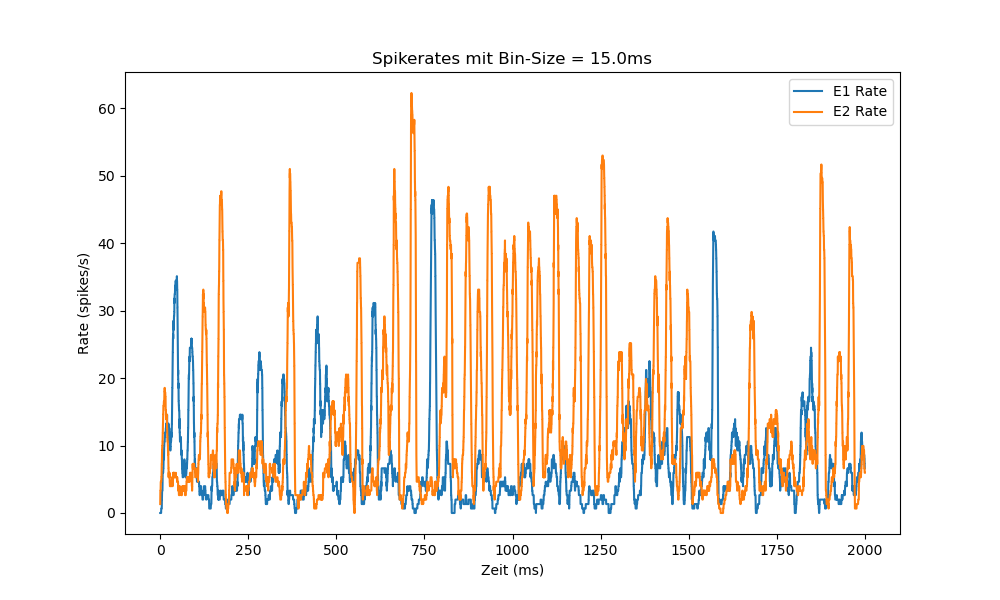 Spikerates mit Bin-Size = 15.0ms
E1 Rate
E2 Rate
60
50
40
30
20
10
0
Rate (spikes/s)
0 250 500 750 1000 1250 1500 1750 2000
Zeit (ms)